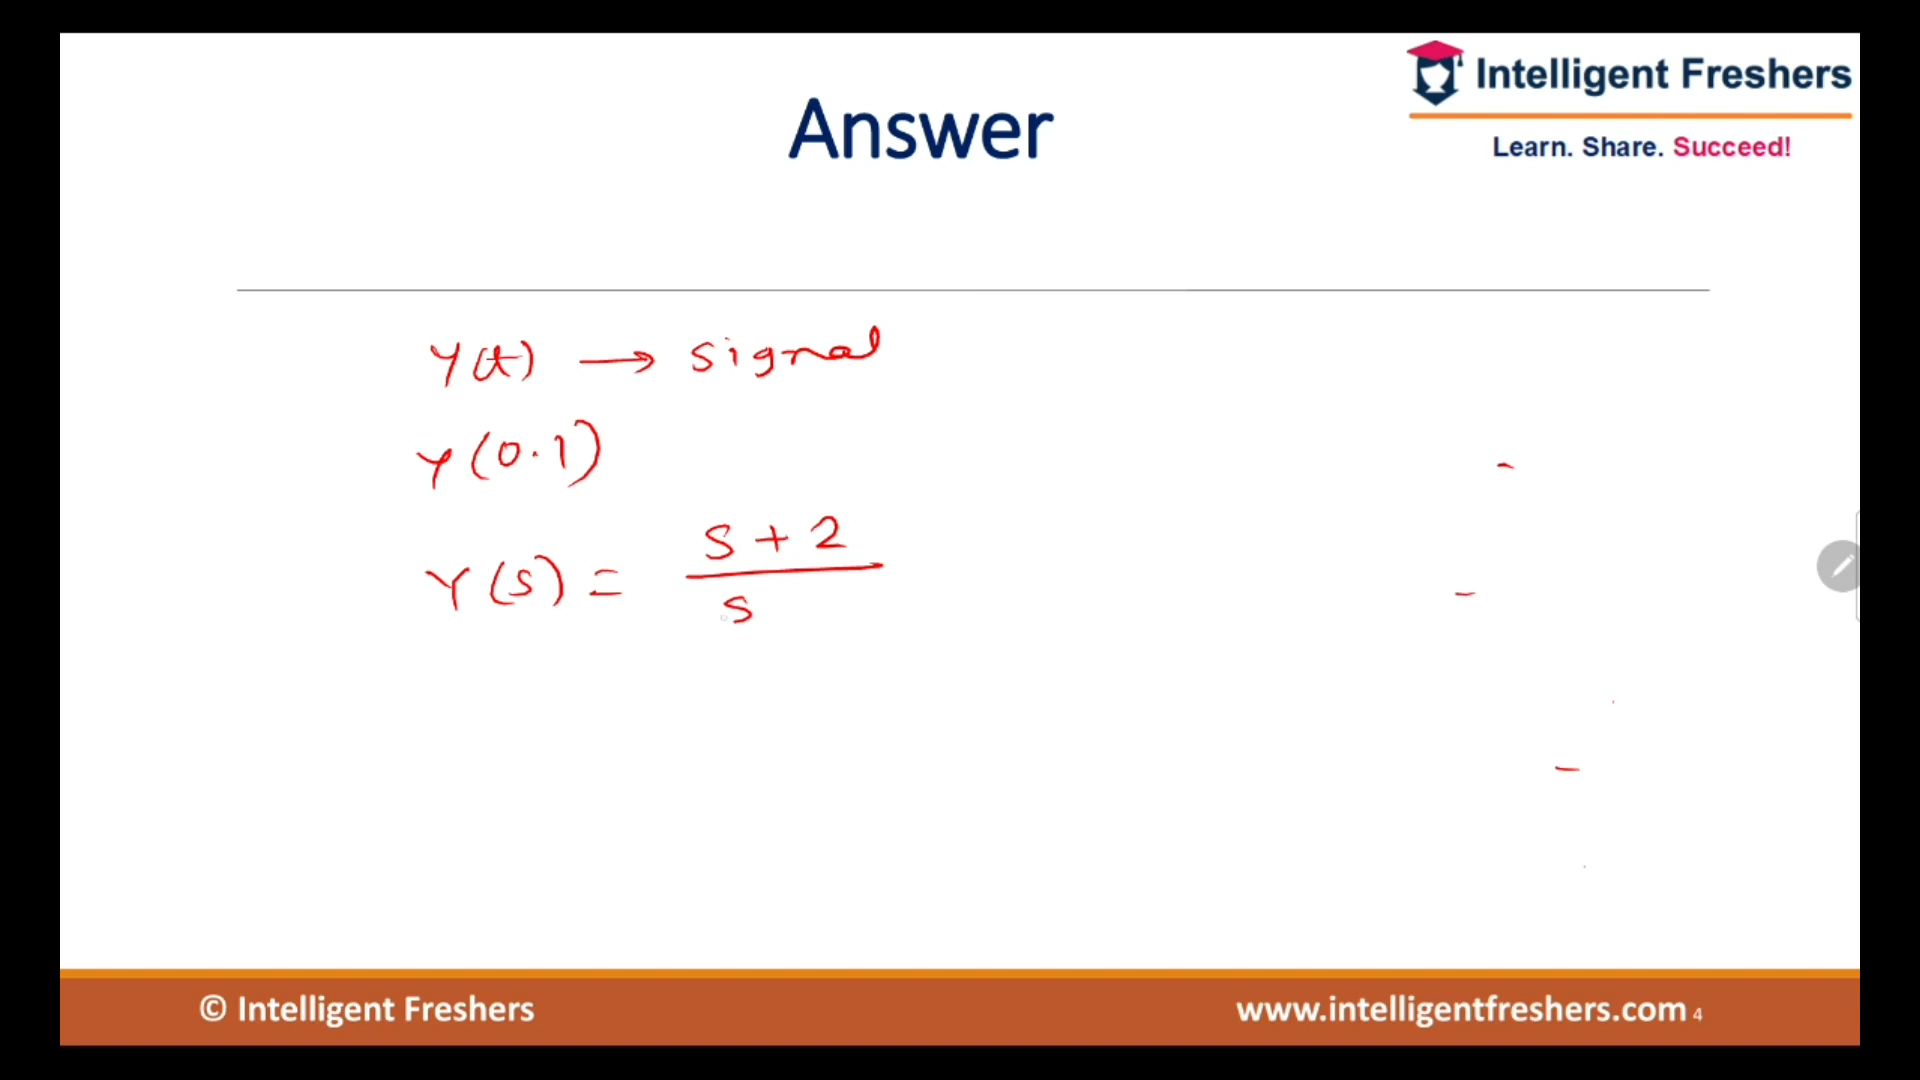 Intelligent Freshers
Learn. Share. Succeed!
Answer
Y(t) → signal
Y(0.1)
Y(s) = s + 2
s
© Intelligent Freshers
www.intelligentfreshers.com 4